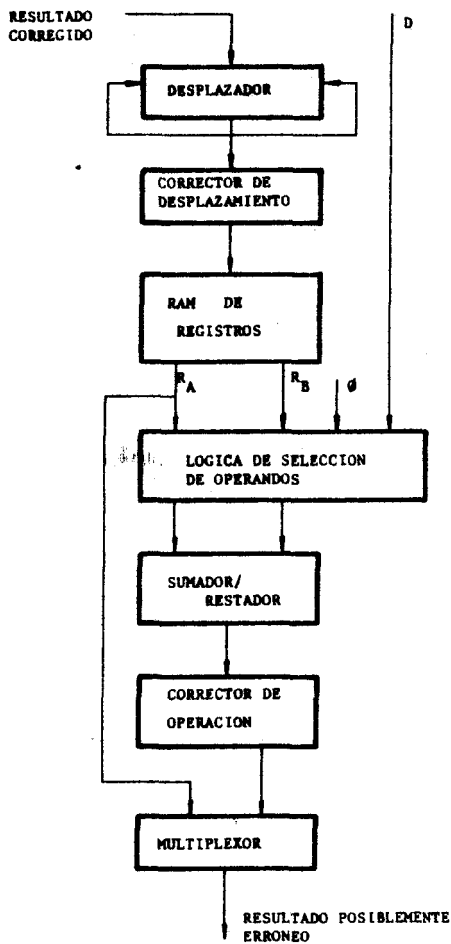 RESULTADO
CORREGIDO
D
DESPLAZADOR
CORRECTOR DE
DESPLAZAMIENTO
RAM DE
REGISTROS
R_A
R_B
Ø
LOGICA DE SELECCION
DE OPERANDOS
SUMADOR/
RESTADOR
CORRECTOR DE
OPERACION
MULTIPLEXOR
RESULTADO POSIBLEMENTE
ERRONEO